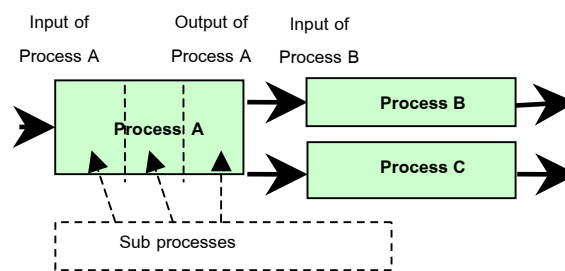 Input of
Process A
Output of
Process A
Input of
Process B
Process A
Process B
Process C
Sub processes